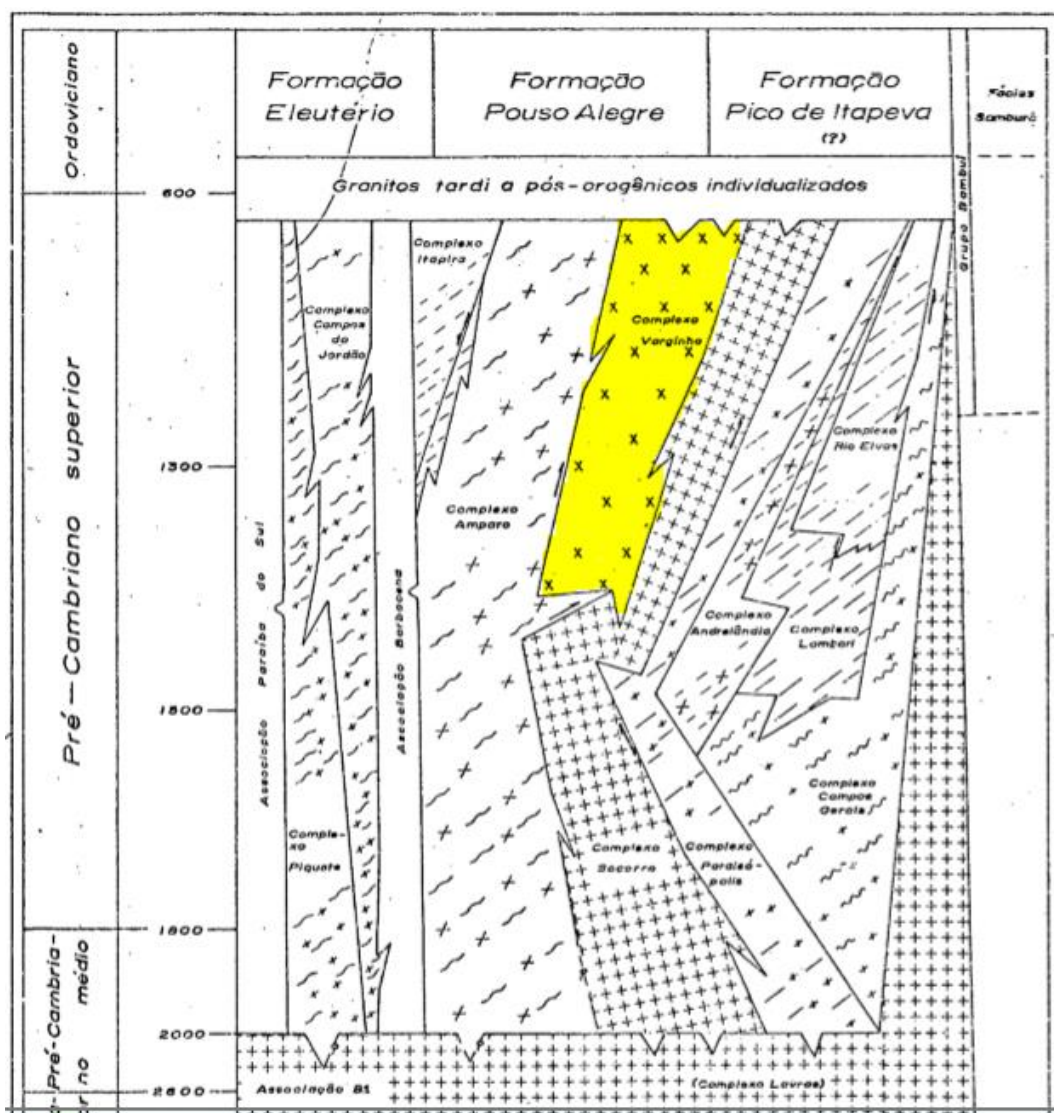 Ordoviciano
Pré-Cambriano superior
Pré-Cambria-
no médio
600
1300
1500
1800
2000
2600
Formação
Eleutério
Formação
Pouso Alegre
Formação
Pico de Itapeva
(?)
Fácies
Samburá
Grupo Bambuí
Granitos tardi a pós-orogênicos individualizados
Complexo
Campos
do
Jordão
Complexo
Itapira
Complexo
Varginha
Complexo
Rio Elvas
Complexo
Amparo
Associação Paraíba do Sul
Associação Barbacena
Complexo
Andrelândia
Complexo
Lambari
Complexo
Campos
Gerais
Comple-
xo
Piquete
Complexo
Socorro
Complexo
Paraisó-
polis
Associação B1
(Complexo Lavras)